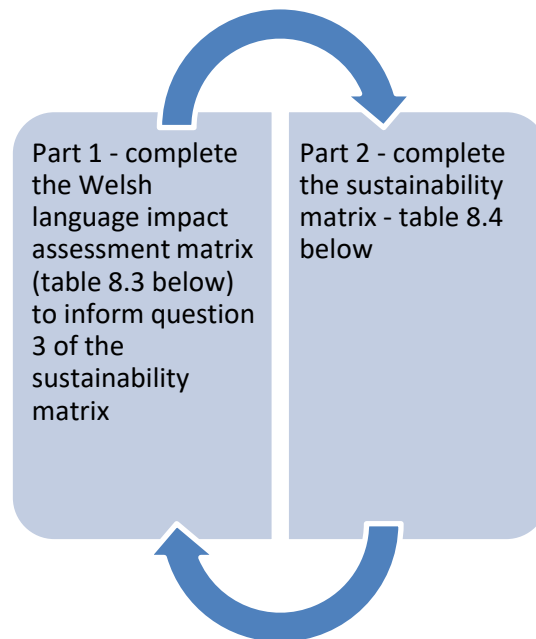 Part 1 - complete
the Welsh
language impact
assessment matrix
(table 8.3 below)
to inform question
3 of the
sustainability
matrix
Part 2 - complete
the sustainability
matrix - table 8.4
below